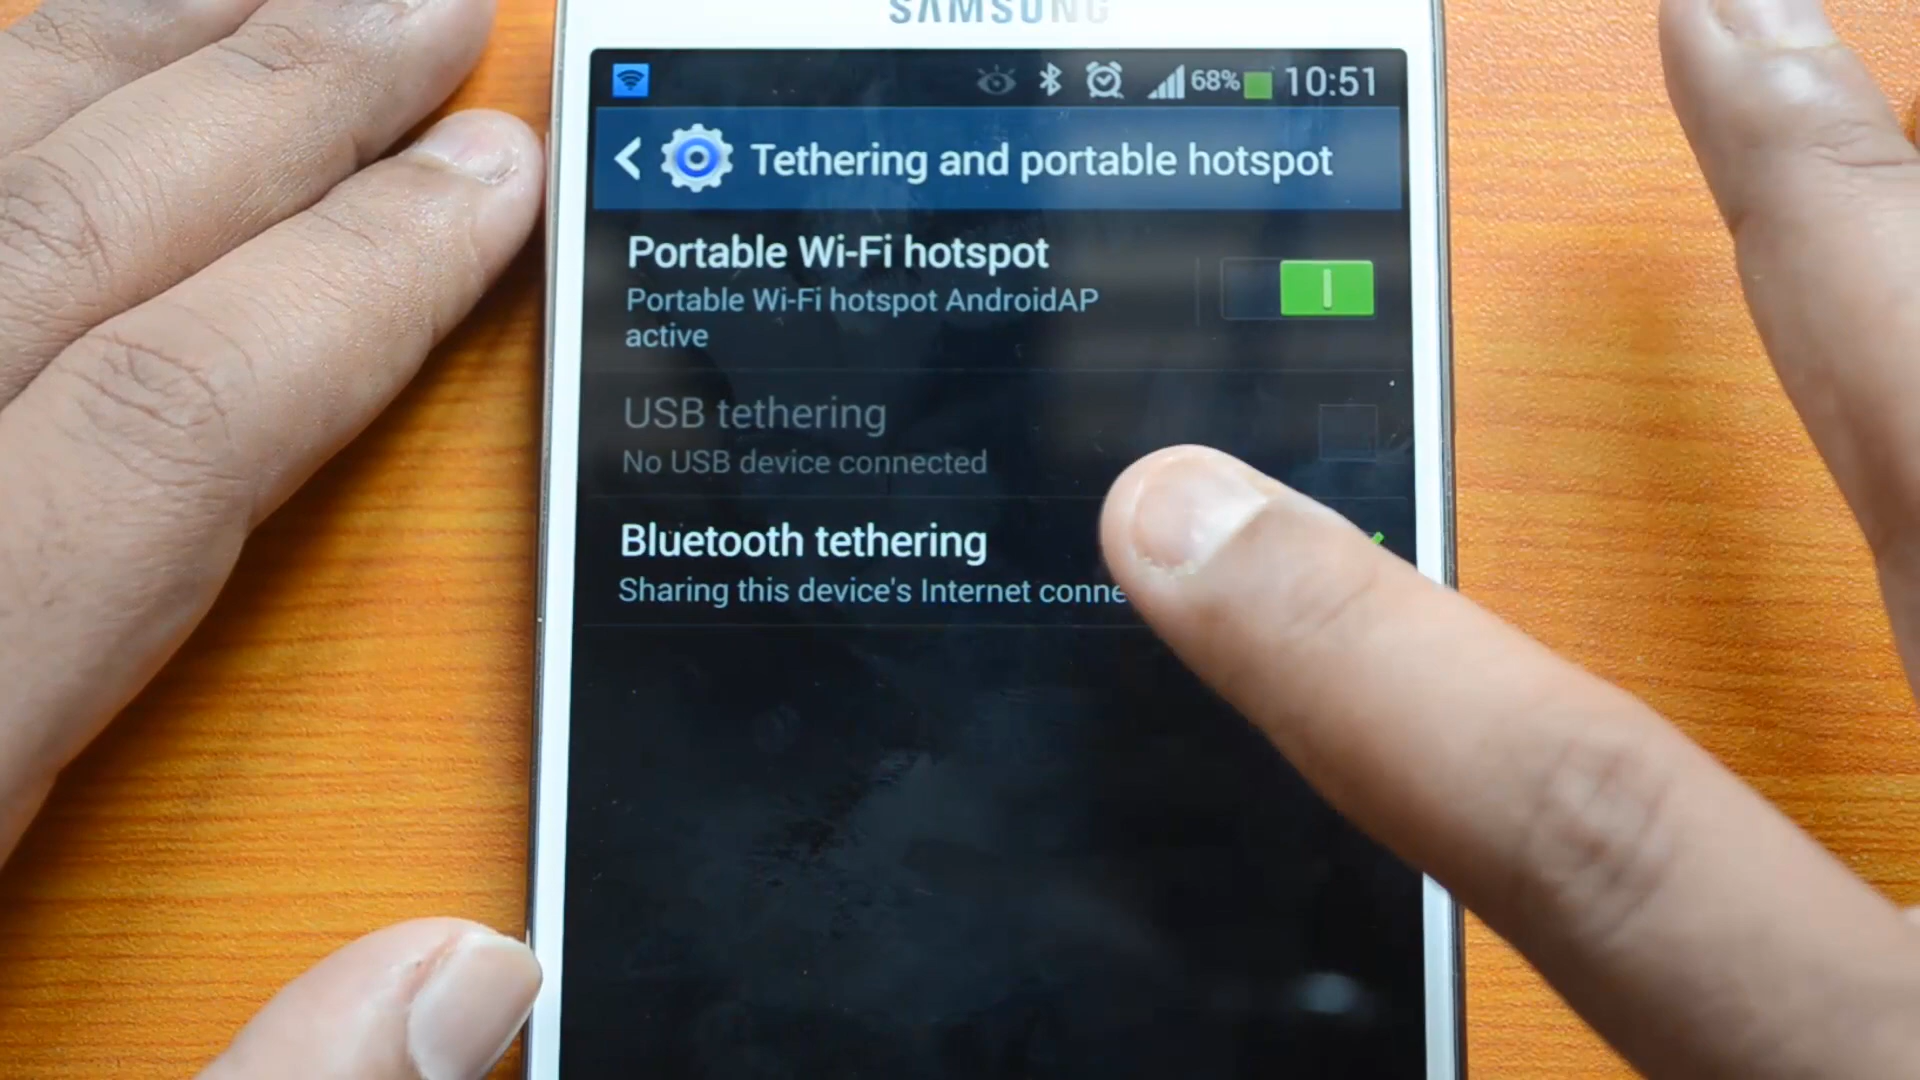 SAMSUNG
68% 10:51
Tethering and portable hotspot
Portable Wi-Fi hotspot
Portable Wi-Fi hotspot AndroidAP
active
USB tethering
No USB device connected
Bluetooth tethering
Sharing this device's Internet conne